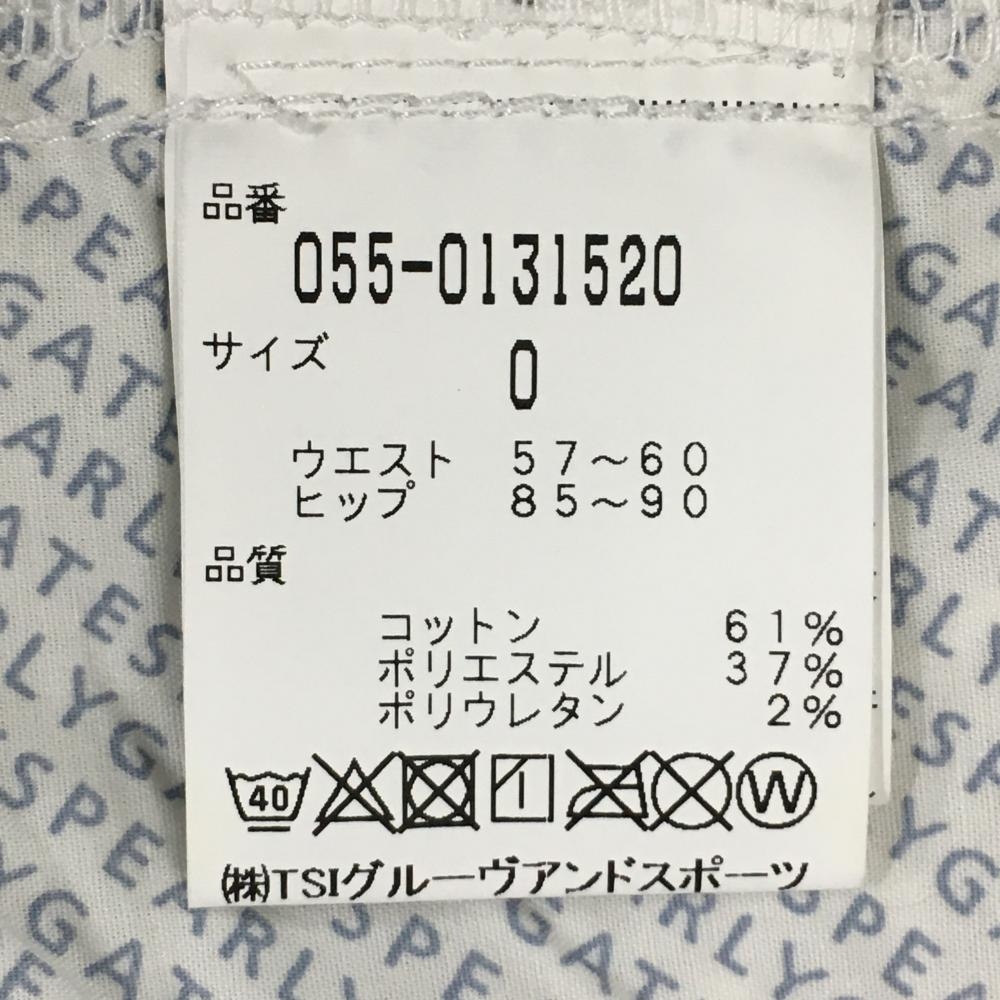 品番
055-0131520
サイズ 0
ウエスト 57～60
ヒップ 85～90
品質
コットン 61%
ポリエステル 37%
ポリウレタン 2%
40 W
㈱TSIグルーヴアンドスポーツ
PEARLY GATES